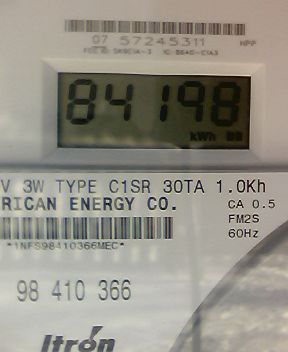 07 57245311 MPP
84198
kWh
V 3W TYPE C1SR 30TA 1.0Kh
RICAN ENERGY CO. CA 0.5
FM2S
*1NFS98410366MEC* 60Hz
98 410 366
Itron